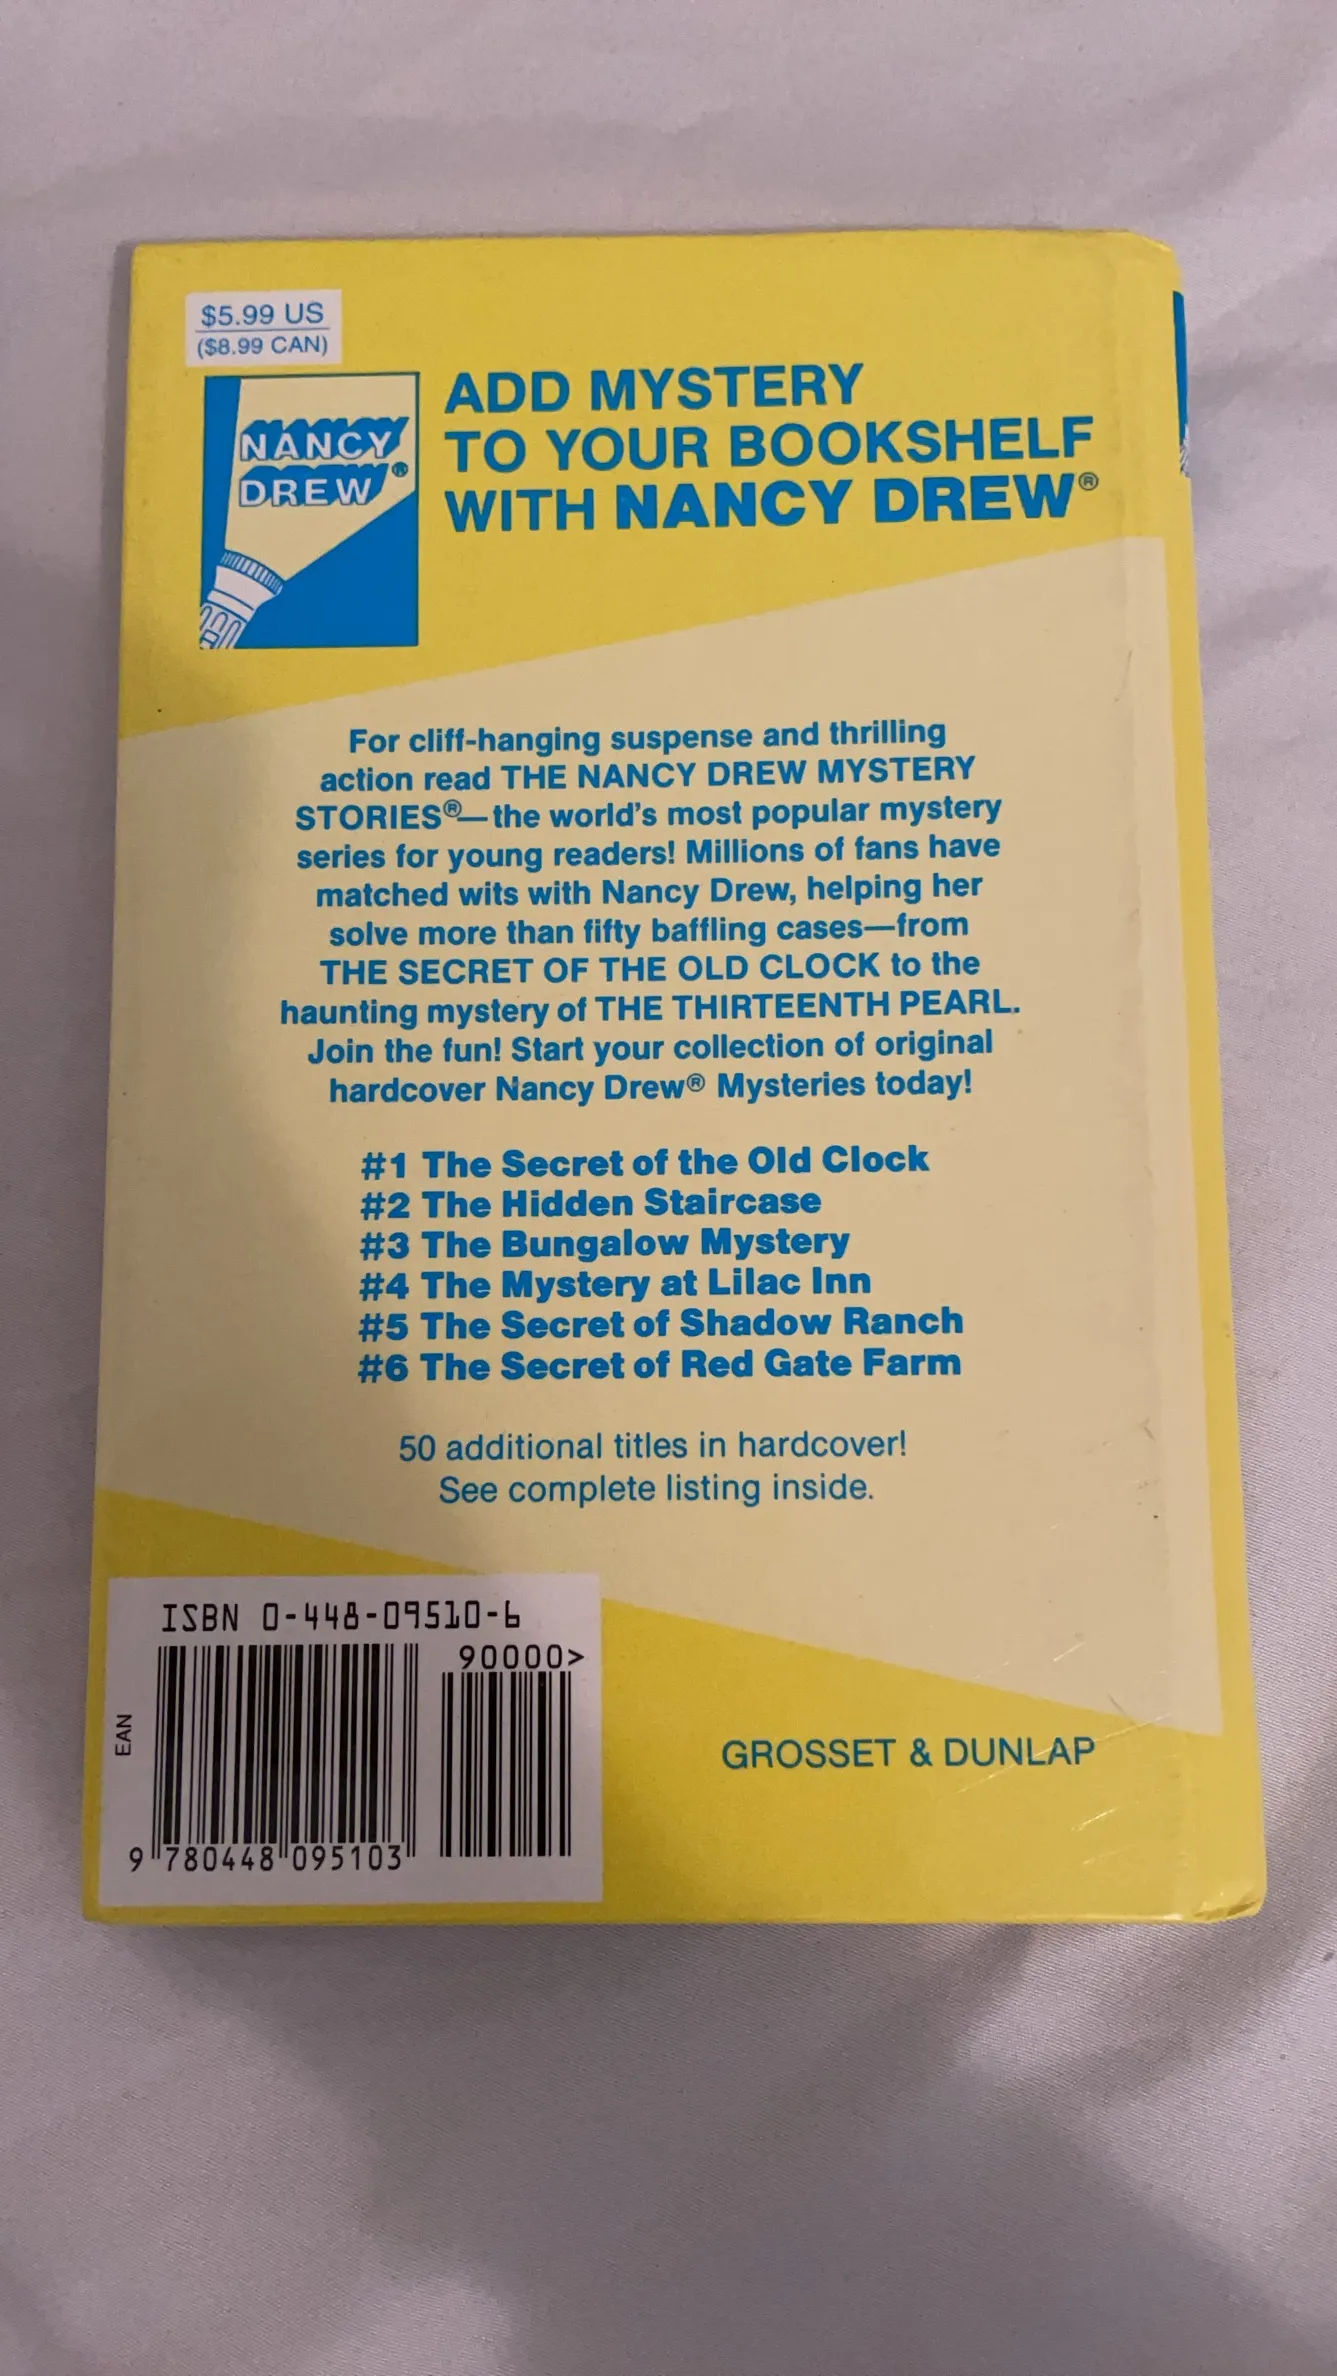 $5.99 US
($8.99 CAN)
NANCY
DREW®
ADD MYSTERY
TO YOUR BOOKSHELF
WITH NANCY DREW®
For cliff-hanging suspense and thrilling
action read THE NANCY DREW MYSTERY
STORIES®—the world's most popular mystery
series for young readers! Millions of fans have
matched wits with Nancy Drew, helping her
solve more than fifty baffling cases—from
THE SECRET OF THE OLD CLOCK to the
haunting mystery of THE THIRTEENTH PEARL.
Join the fun! Start your collection of original
hardcover Nancy Drew® Mysteries today!
#1 The Secret of the Old Clock
#2 The Hidden Staircase
#3 The Bungalow Mystery
#4 The Mystery at Lilac Inn
#5 The Secret of Shadow Ranch
#6 The Secret of Red Gate Farm
50 additional titles in hardcover!
See complete listing inside.
ISBN 0-448-09510-6
90000>
EAN
9 780448 095103
GROSSET & DUNLAP